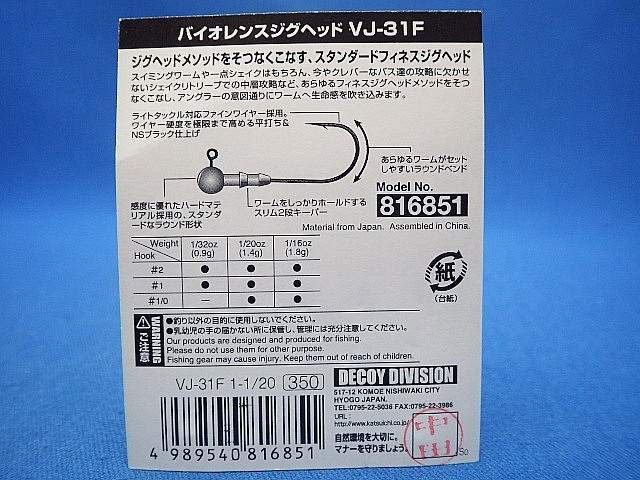 バイオレンスジグヘッド VJ-31F
ジグヘッドメソッドをそつなくこなす、スタンダードフィネスジグヘッド
スイミングワームや一点シェイクはもちろん、今やクレバーなバス達の攻略に欠かせ
ないシェイクリトリーブでの中層攻略など、あらゆるフィネスジグヘッドメソッドをそつ
なくこなし、アングラーの意図通りにワームへ生命感を吹き込みます。
ライトタックル対応ファインワイヤー採用。
ワイヤー硬度を極限まで高める平打ち&
NSブラック仕上げ
あらゆるワームがセット
しやすいラウンドベンド
感度に優れたハードマテ
リアル採用の、スタンダ
ードなラウンド形状
ワームをしっかりホールドする
スリム2段キーパー
Model No.
816851
Material from Japan. Assembled in China.
Weight 1/32oz (0.9g) 1/20oz (1.4g) 1/16oz (1.8g)
Hook
#2 ● ● ●
#1 ● ● ●
#1/0 – ● ●
紙
(台紙)
WARNING
ご注意
●釣り以外の目的に使用しないでください。
●乳幼児の手の届かない所に保管し、管理には充分注意してください。
Our products are designed and produced for fishing.
Please do not use them for other purpose.
Fishing gear may cause injury. Keep them out of reach of children.
VJ-31F 1-1/20 350
DECOY DIVISION
517-12 KOMOE NISHIWAKI CITY
HYOGO JAPAN.
TEL:0795-22-5036 FAX:0795-22-3986
URL:
http://www.katsuichi.co.jp
自然環境を大切に。
マナーを守りましょう。
So
4 989540 816851